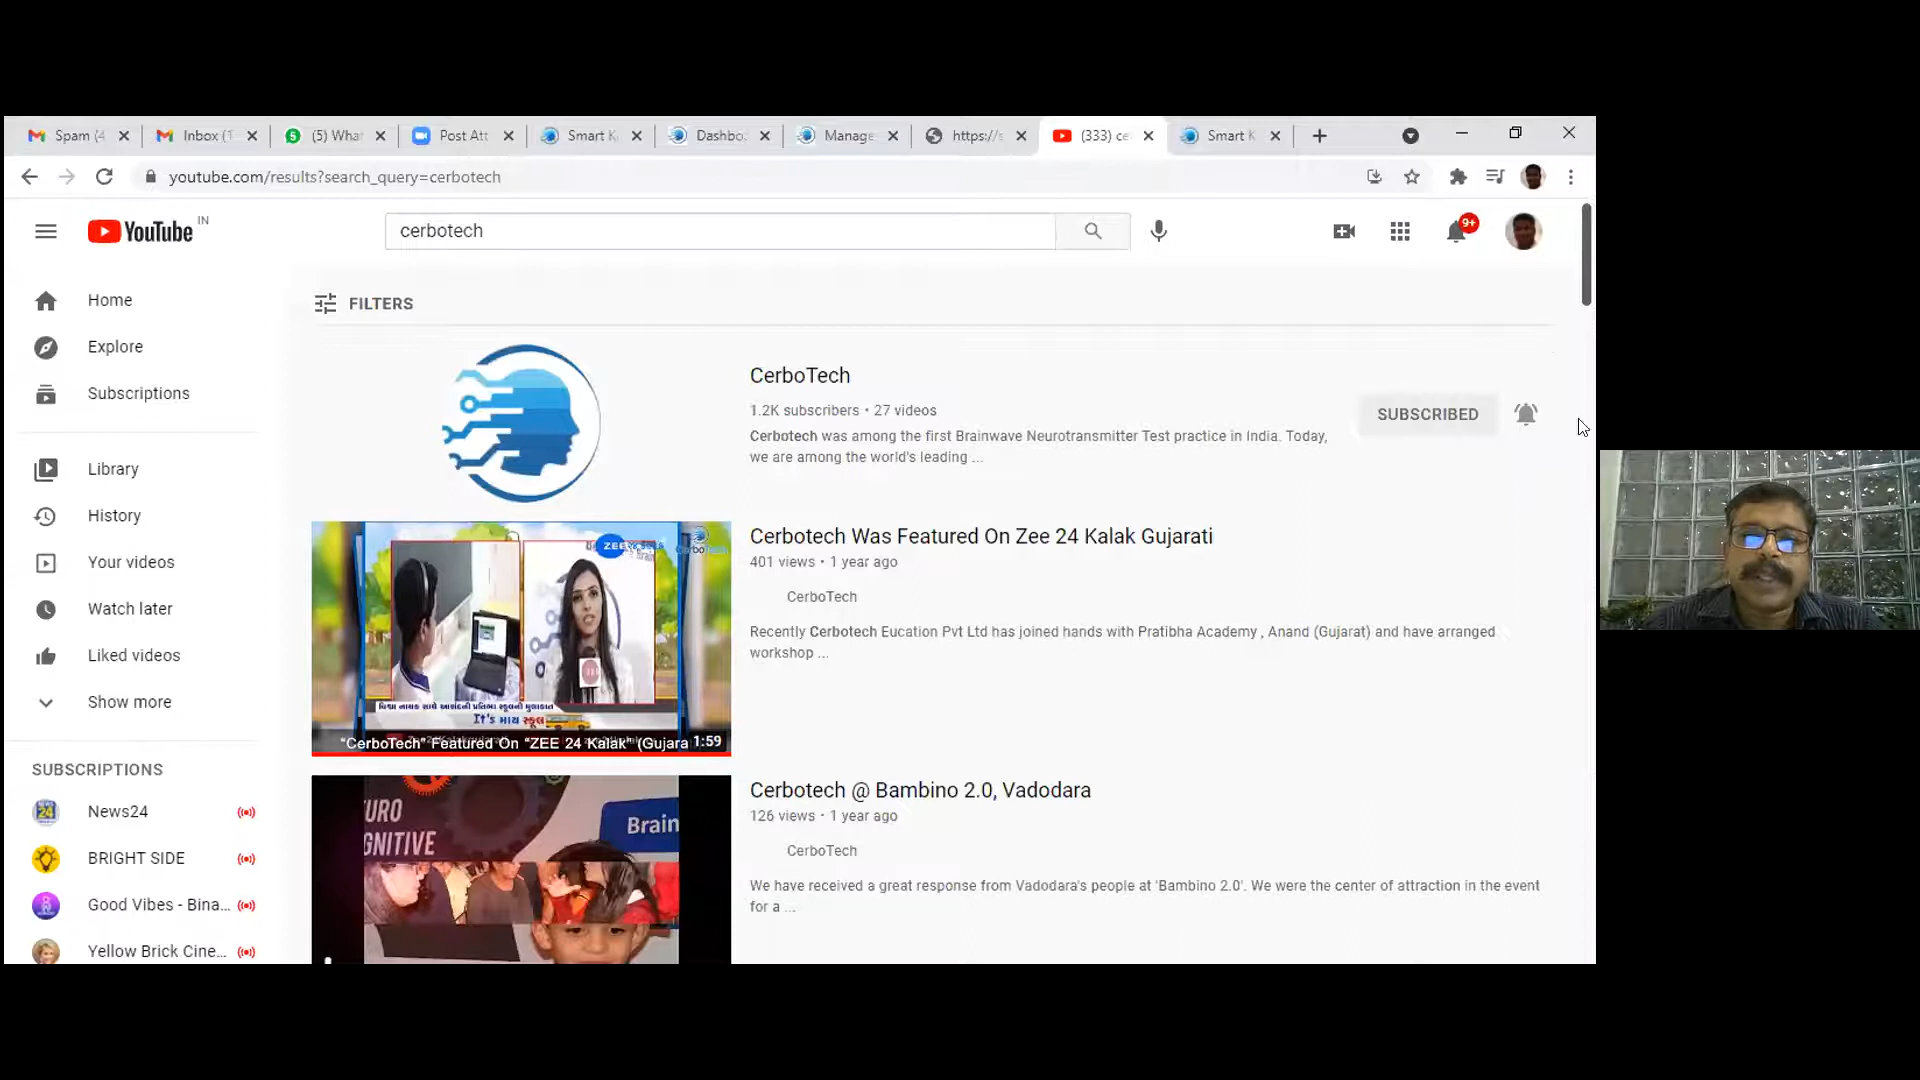 Spam (4
Inbox (1
(5) What
Post Att
Smart K
Dashbo
Manage
https://s
(333) ce
Smart K
youtube.com/results?search_query=cerbotech
YouTube IN
cerbotech
9+
Home
Explore
Subscriptions
Library
History
Your videos
Watch later
Liked videos
Show more
SUBSCRIPTIONS
News24
BRIGHT SIDE
Good Vibes - Bina...
Yellow Brick Cine...
FILTERS
CerboTech
1.2K subscribers • 27 videos
Cerbotech was among the first Brainwave Neurotransmitter Test practice in India. Today,
we are among the world's leading ...
SUBSCRIBED
ZEE
It's માય સ્કૂલ
"CerboTech" Featured On "ZEE 24 Kalak" (Gujara
1:59
Cerbotech Was Featured On Zee 24 Kalak Gujarati
401 views • 1 year ago
CerboTech
Recently Cerbotech Eucation Pvt Ltd has joined hands with Pratibha Academy , Anand (Gujarat) and have arranged
workshop ...
URO
GNITIVE
Brain
Cerbotech @ Bambino 2.0, Vadodara
126 views • 1 year ago
CerboTech
We have received a great response from Vadodara's people at 'Bambino 2.0'. We were the center of attraction in the event
for a ...